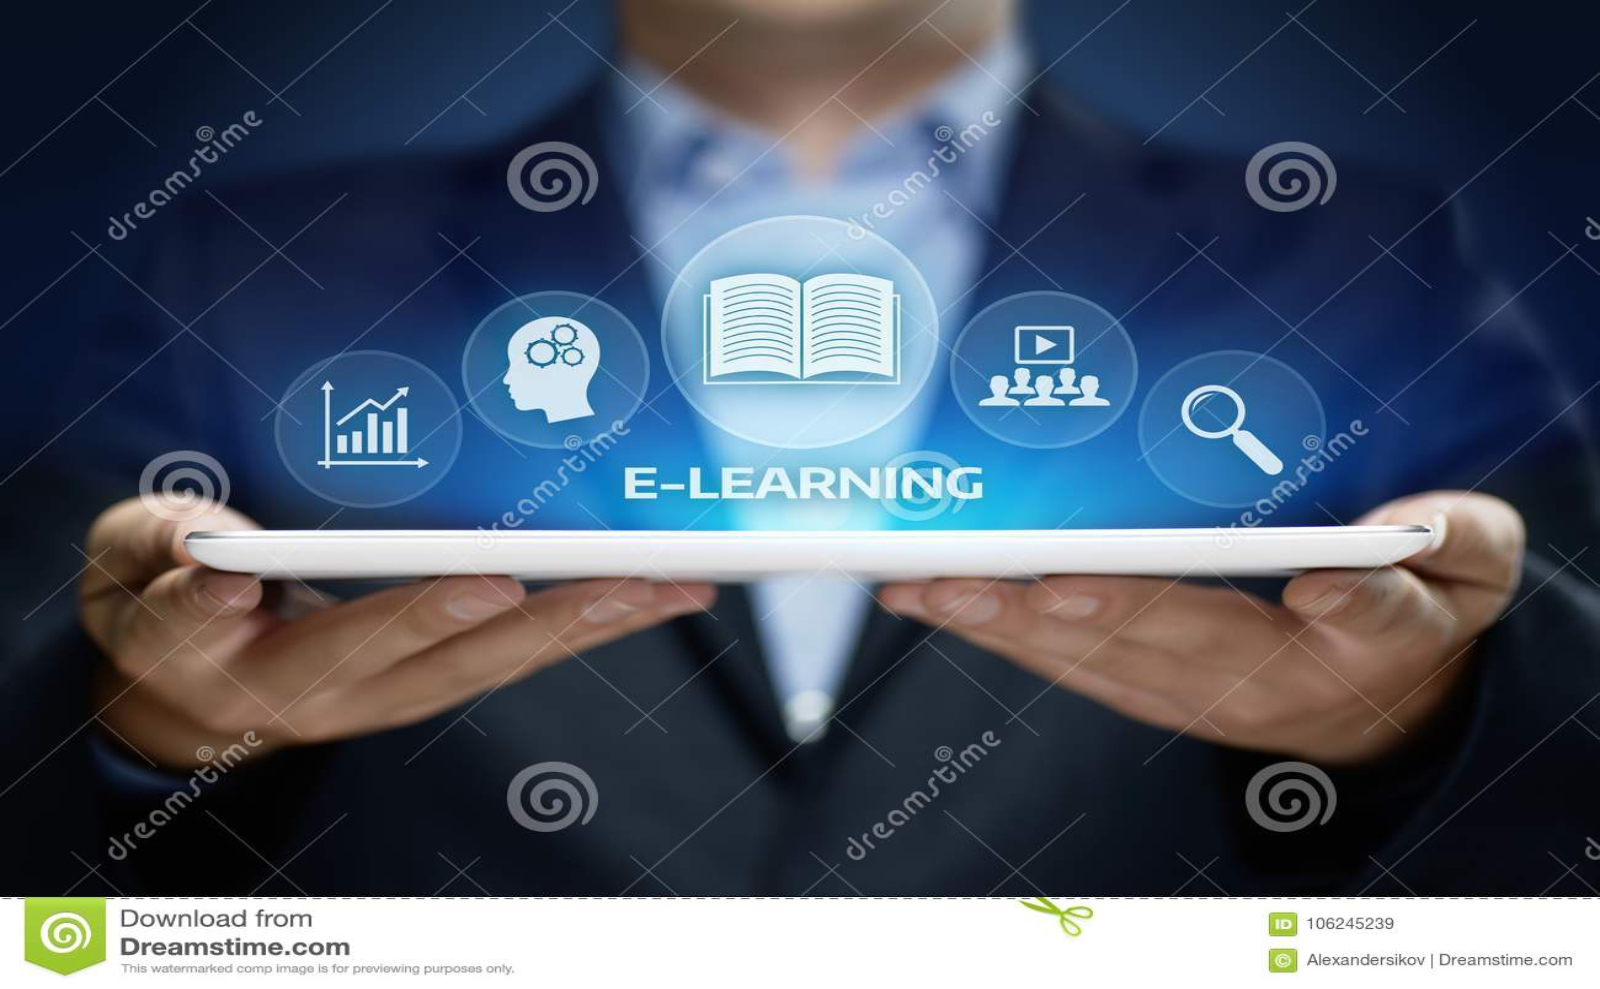 E-LEARNING
dreamstime
dreamstime
dreamstime
dreamstime
dreamstime
dreamstime
dreamstime
Download from
Dreamstime.com
This watermarked comp image is for previewing purposes only.
ID 106245239
© Alexandersikov | Dreamstime.com